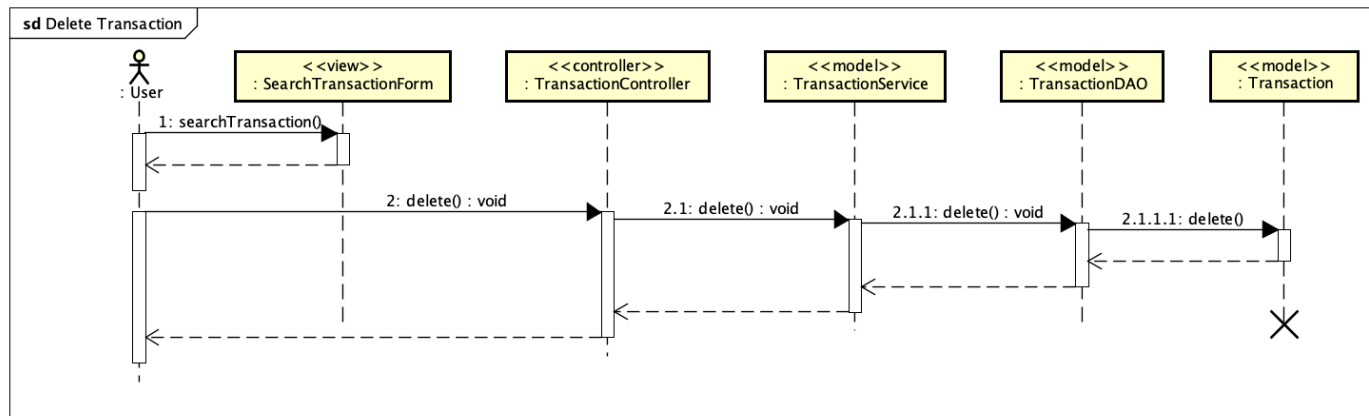 sd Delete Transaction
: User
<<view>>
: SearchTransactionForm
<<controller>>
: TransactionController
<<model>>
: TransactionService
<<model>>
: TransactionDAO
<<model>>
: Transaction
1: searchTransaction()
2: delete() : void
2.1: delete() : void
2.1.1: delete() : void
2.1.1.1: delete()